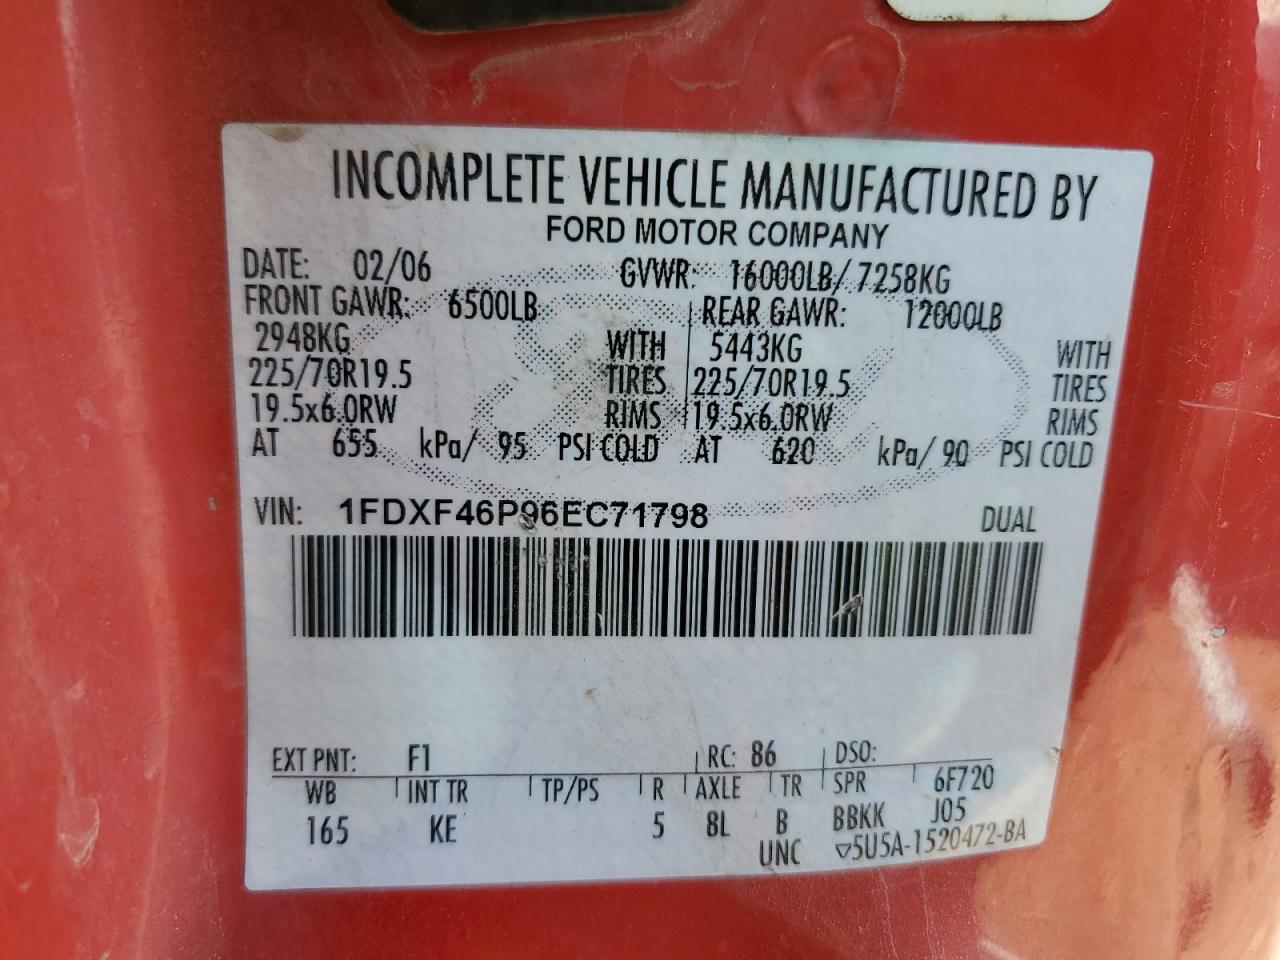 INCOMPLETE VEHICLE MANUFACTURED BY
FORD MOTOR COMPANY
DATE: 02/06 GVWR: 16000LB/ 7258KG
FRONT GAWR: 6500LB REAR GAWR: 12000LB
2948KG WITH 5443KG WITH
225/70R19.5 TIRES 225/70R19.5 TIRES
19.5x6.0RW RIMS 19.5x6.0RW RIMS
AT 655 kPa/ 95 PSI COLD AT 620 kPa/ 90 PSI COLD
VIN: 1FDXF46P96EC71798 DUAL
EXT PNT: F1 RC: 86 DSO:
WB INT TR TP/PS R AXLE TR SPR 6F720
165 KE 5 8L B BBKK J05
UNC ▽5U5A-1520472-BA